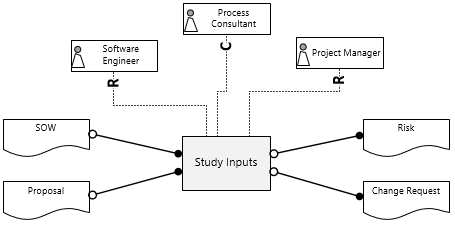 Process
Consultant
Software
Engineer
Project Manager
C
R
R
SOW
Risk
Study Inputs
Proposal
Change Request